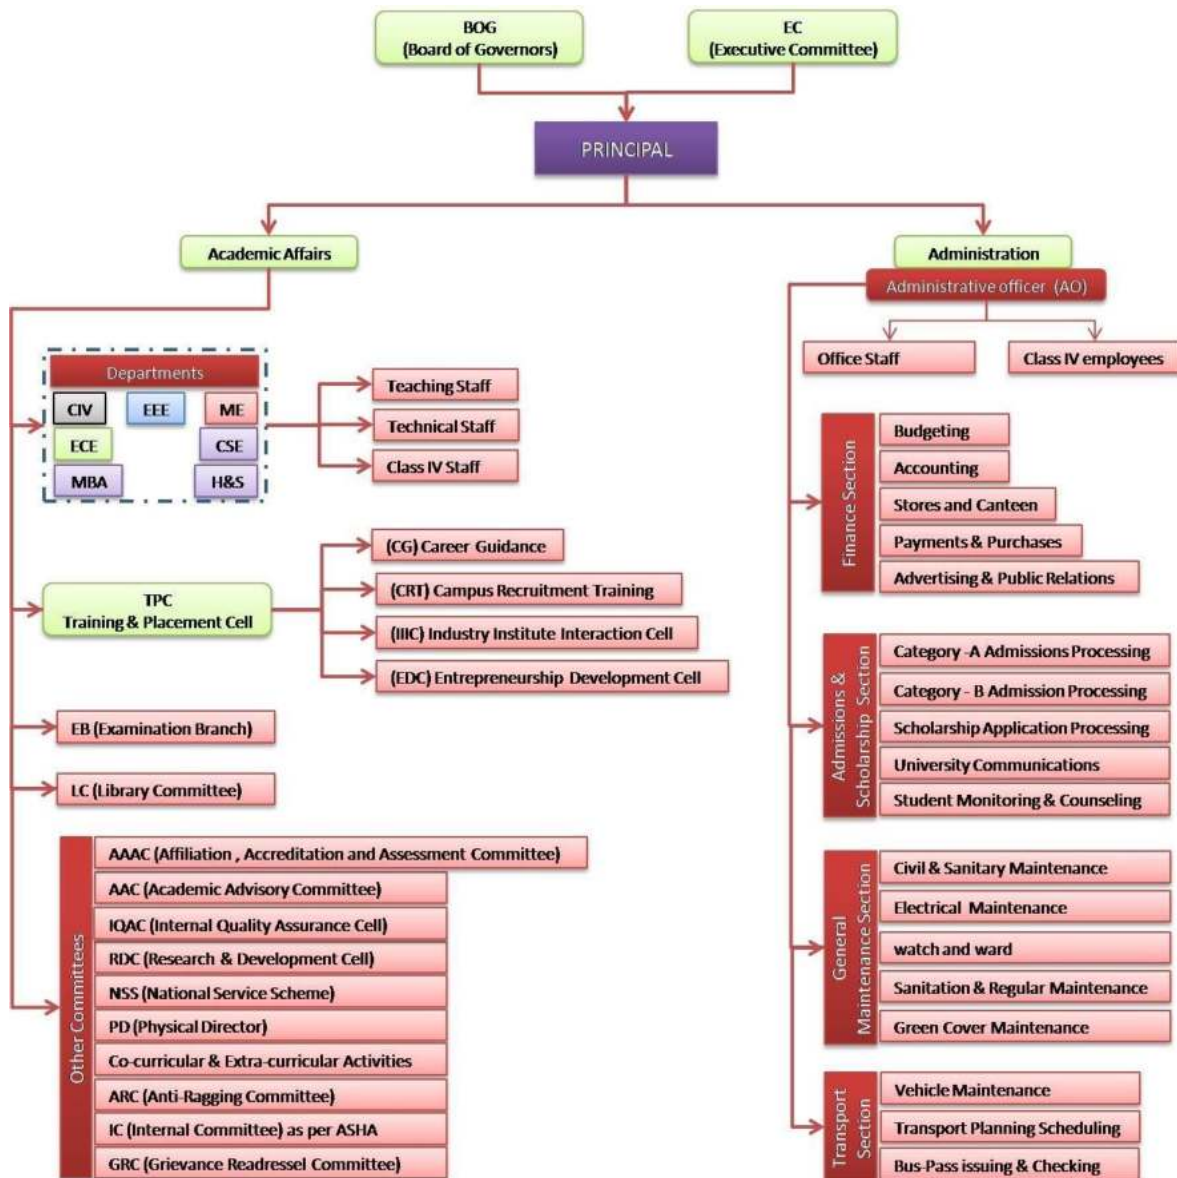 BOG
(Board of Governors)
EC
(Executive Committee)
PRINCIPAL
Academic Affairs
Administration
Administrative officer (AO)
Office Staff
Class IV employees
Departments
CIV
EEE
ME
ECE
CSE
MBA
H&S
Teaching Staff
Technical Staff
Class IV Staff
TPC
Training & Placement Cell
(CG) Career Guidance
(CRT) Campus Recruitment Training
(IIIC) Industry Institute Interaction Cell
(EDC) Entrepreneurship Development Cell
EB (Examination Branch)
LC (Library Committee)
Other Committees
AAAC (Affiliation , Accreditation and Assessment Committee)
AAC (Academic Advisory Committee)
IQAC (Internal Quality Assurance Cell)
RDC (Research & Development Cell)
NSS (National Service Scheme)
PD (Physical Director)
Co-curricular & Extra-curricular Activities
ARC (Anti-Ragging Committee)
IC (Internal Committee) as per ASHA
GRC (Grievance Readressel Committee)
Finance Section
Budgeting
Accounting
Stores and Canteen
Payments & Purchases
Advertising & Public Relations
Admissions &
Scholarship Section
Category -A Admissions Processing
Category - B Admission Processing
Scholarship Application Processing
University Communications
Student Monitoring & Counseling
General
Maintenance Section
Civil & Sanitary Maintenance
Electrical Maintenance
watch and ward
Sanitation & Regular Maintenance
Green Cover Maintenance
Transport
Section
Vehicle Maintenance
Transport Planning Scheduling
Bus-Pass issuing & Checking